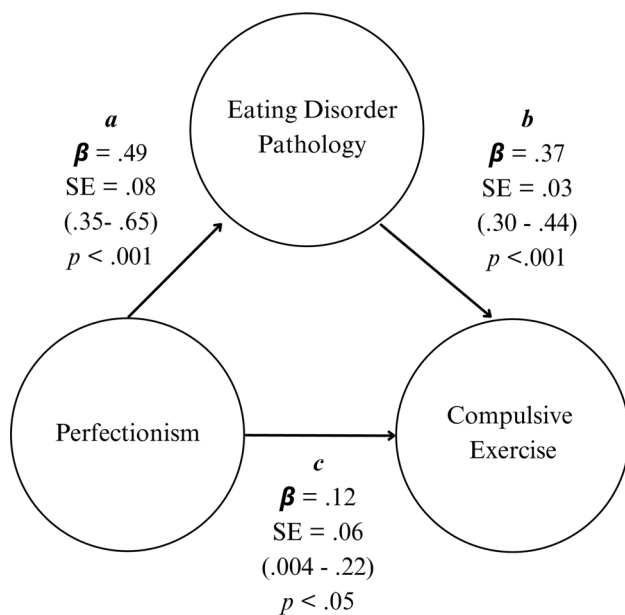 Eating Disorder
Pathology
a
β = .49
SE = .08
(.35- .65)
p < .001
b
β = .37
SE = .03
(.30 - .44)
p <.001
Perfectionism
Compulsive
Exercise
c
β = .12
SE = .06
(.004 - .22)
p < .05